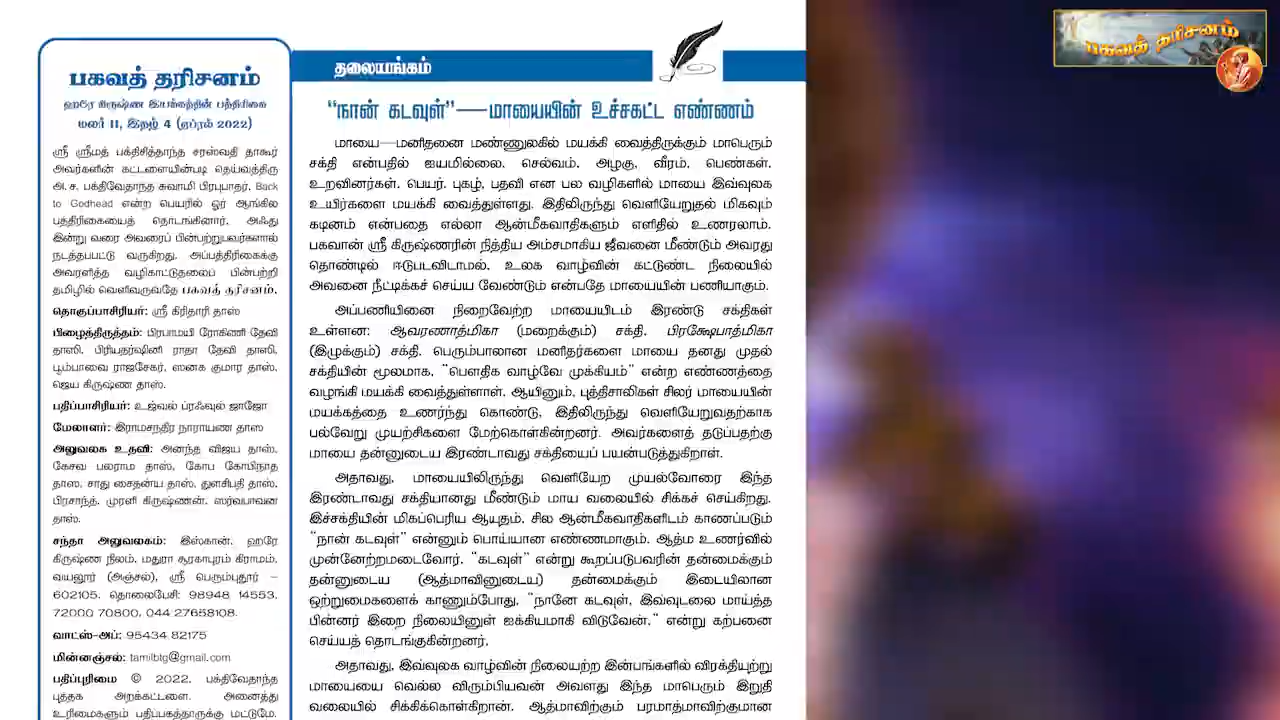 பகவத் தரிசனம்
ஹரே கிருஷ்ண இயக்கத்தின் பத்திரிகை
மலர் 11, இதழ் 4 (ஏப்ரல் 2022)
ஸ்ரீ ஸ்ரீமத் பக்திசித்தாந்த சரஸ்வதி தாகூர்
அவர்களின் கட்டளையின்படி தெய்வத்திரு
அ.ச. பக்திவேதாந்த சுவாமி பிரபுபாதர், Back
to Godhead என்ற பெயரில் ஓர் ஆங்கில
பத்திரிகையைத் தொடங்கினார். அஃது
இன்று வரை அவரைப் பின்பற்றுபவர்களால்
நடத்தப்பட்டு வருகிறது. அப்பத்திரிகைக்கு
அவரளித்த வழிகாட்டுதலைப் பின்பற்றி
தமிழில் வெளிவருவதே பகவத் தரிசனம்.
தொகுப்பாசிரியர்: ஸ்ரீ கிரிதாரி தாஸ்
பிழைத்திருத்தம்: பிரபாமயி ரோகிணி தேவி
தாஸி, பிரியதர்ஷினி ராதா தேவி தாஸி,
பூம்பாவை ராஜசேகர், ஸனக குமார தாஸ்,
ஜெய கிருஷ்ண தாஸ்.
பதிப்பாசிரியர்: உஜ்வல் ப்ரஃவுல் ஜாஜோ
மேலாளர்: இராமசந்திர நாராயண தாஸ
அலுவலக உதவி: அனந்த விஜய தாஸ்,
கேசவ பலராம தாஸ், கோப கோபிநாத
தாஸ, சாது சைதன்ய தாஸ், துளசிபதி தாஸ்,
பிரசாந்த், முரளி கிருஷ்ணன், ஸர்வபாவன
தாஸ்.
சந்தா அலுவலகம்: இஸ்கான், ஹரே
கிருஷ்ண நிலம், மதுரா சூரகாபுரம் கிராமம்,
வயலூர் (அஞ்சல்), ஸ்ரீ பெரும்புதூர் –
602105. தொலைபேசி: 98948 14553,
72000 70800, 044 27658108.
வாட்ஸ்-அப்: 95434 82175
மின்னஞ்சல்: tamilbtg@gmail.com
பதிப்புரிமை © 2022, பக்திவேதாந்த
புத்தக அறக்கட்டளை. அனைத்து
உரிமைகளும் பதிப்பகத்தாருக்கு மட்டுமே.
தலையங்கம்
“நான் கடவுள்”—மாயையின் உச்சகட்ட எண்ணம்
மாயை—மனிதனை மண்ணுலகில் மயக்கி வைத்திருக்கும் மாபெரும்
சக்தி என்பதில் ஐயமில்லை. செல்வம், அழகு, வீரம், பெண்கள்,
உறவினர்கள், பெயர், புகழ், பதவி என பல வழிகளில் மாயை இவ்வுலக
உயிர்களை மயக்கி வைத்துள்ளது. இதிலிருந்து வெளியேறுதல் மிகவும்
கடினம் என்பதை எல்லா ஆன்மீகவாதிகளும் எளிதில் உணரலாம்.
பகவான் ஸ்ரீ கிருஷ்ணரின் நித்திய அம்சமாகிய ஜீவனை மீண்டும் அவரது
தொண்டில் ஈடுபடவிடாமல், உலக வாழ்வின் கட்டுண்ட நிலையில்
அவனை நீட்டிக்கச் செய்ய வேண்டும் என்பதே மாயையின் பணியாகும்.
அப்பணியினை நிறைவேற்ற மாயையிடம் இரண்டு சக்திகள்
உள்ளன: ஆவரணாத்மிகா (மறைக்கும்) சக்தி, பிரக்ஷேபாத்மிகா
(இழுக்கும்) சக்தி. பெரும்பாலான மனிதர்களை மாயை தனது முதல்
சக்தியின் மூலமாக, “பௌதிக வாழ்வே முக்கியம்” என்ற எண்ணத்தை
வழங்கி மயக்கி வைத்துள்ளாள். ஆயினும், புத்திசாலிகள் சிலர் மாயையின்
மயக்கத்தை உணர்ந்து கொண்டு, இதிலிருந்து வெளியேறுவதற்காக
பல்வேறு முயற்சிகளை மேற்கொள்கின்றனர். அவர்களைத் தடுப்பதற்கு
மாயை தன்னுடைய இரண்டாவது சக்தியைப் பயன்படுத்துகிறாள்.
அதாவது, மாயையிலிருந்து வெளியேற முயல்வோரை இந்த
இரண்டாவது சக்தியானது மீண்டும் மாய வலையில் சிக்கச் செய்கிறது.
இச்சக்தியின் மிகப்பெரிய ஆயுதம், சில ஆன்மீகவாதிகளிடம் காணப்படும்
“நான் கடவுள்” என்னும் பொய்யான எண்ணமாகும். ஆத்ம உணர்வில்
முன்னேற்றமடைவோர், “கடவுள்” என்று கூறப்படுபவரின் தன்மைக்கும்
தன்னுடைய (ஆத்மாவினுடைய) தன்மைக்கும் இடையிலான
ஒற்றுமைகளைக் காணும்போது, “நானே கடவுள், இவ்வுடலை மாய்த்த
பின்னர் இறை நிலையினுள் ஐக்கியமாகி விடுவேன்,” என்று கற்பனை
செய்யத் தொடங்குகின்றனர்.
அதாவது, இவ்வுலக வாழ்வின் நிலையற்ற இன்பங்களில் விரக்தியுற்று
மாயையை வெல்ல விரும்பியவன் அவளது இந்த மாபெரும் இறுதி
வலையில் சிக்கிக்கொள்கிறான். ஆத்மாவிற்கும் பரமாத்மாவிற்குமான
பகவத் தரிசனம்